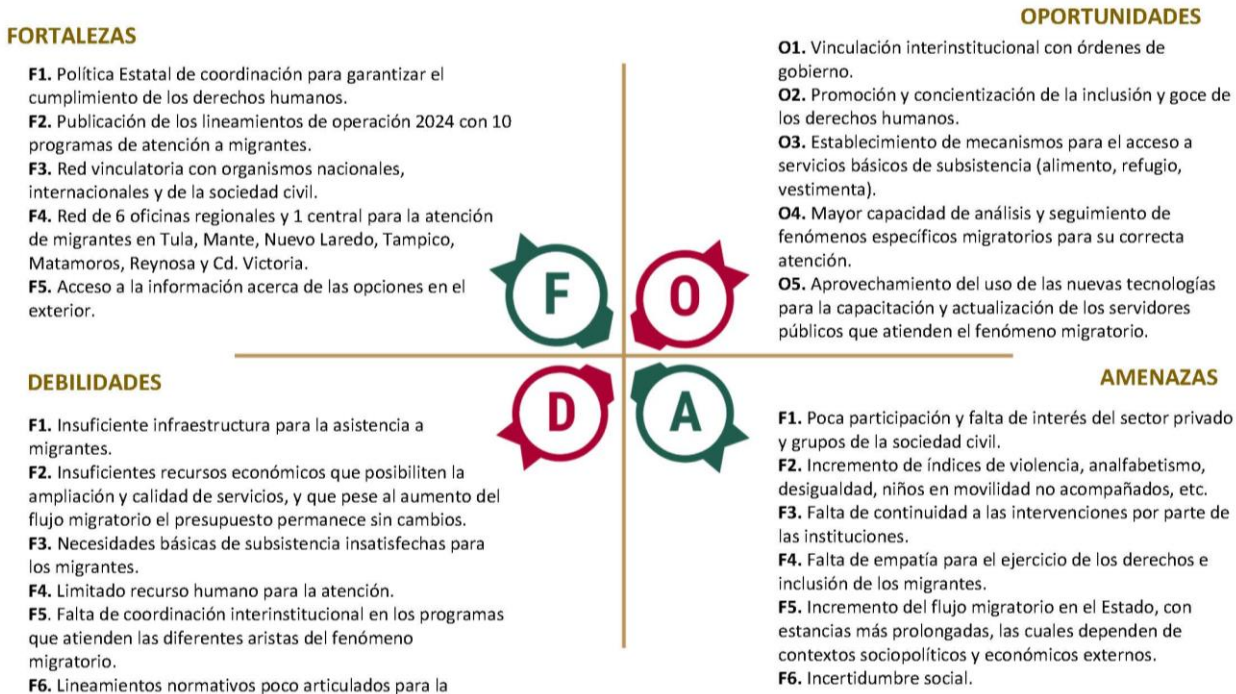 FORTALEZAS
F1. Política Estatal de coordinación para garantizar el
cumplimiento de los derechos humanos.
F2. Publicación de los lineamientos de operación 2024 con 10
programas de atención a migrantes.
F3. Red vinculatoria con organismos nacionales,
internacionales y de la sociedad civil.
F4. Red de 6 oficinas regionales y 1 central para la atención
de migrantes en Tula, Mante, Nuevo Laredo, Tampico,
Matamoros, Reynosa y Cd. Victoria.
F5. Acceso a la información acerca de las opciones en el
exterior.
OPORTUNIDADES
O1. Vinculación interinstitucional con órdenes de
gobierno.
O2. Promoción y concientización de la inclusión y goce de
los derechos humanos.
O3. Establecimiento de mecanismos para el acceso a
servicios básicos de subsistencia (alimento, refugio,
vestimenta).
O4. Mayor capacidad de análisis y seguimiento de
fenómenos específicos migratorios para su correcta
atención.
O5. Aprovechamiento del uso de las nuevas tecnologías
para la capacitación y actualización de los servidores
públicos que atienden el fenómeno migratorio.
F
O
D
A
DEBILIDADES
F1. Insuficiente infraestructura para la asistencia a
migrantes.
F2. Insuficientes recursos económicos que posibiliten la
ampliación y calidad de servicios, y que pese al aumento del
flujo migratorio el presupuesto permanece sin cambios.
F3. Necesidades básicas de subsistencia insatisfechas para
los migrantes.
F4. Limitado recurso humano para la atención.
F5. Falta de coordinación interinstitucional en los programas
que atienden las diferentes aristas del fenómeno
migratorio.
F6. Lineamientos normativos poco articulados para la
AMENAZAS
F1. Poca participación y falta de interés del sector privado
y grupos de la sociedad civil.
F2. Incremento de índices de violencia, analfabetismo,
desigualdad, niños en movilidad no acompañados, etc.
F3. Falta de continuidad a las intervenciones por parte de
las instituciones.
F4. Falta de empatía para el ejercicio de los derechos e
inclusión de los migrantes.
F5. Incremento del flujo migratorio en el Estado, con
estancias más prolongadas, las cuales dependen de
contextos sociopolíticos y económicos externos.
F6. Incertidumbre social.